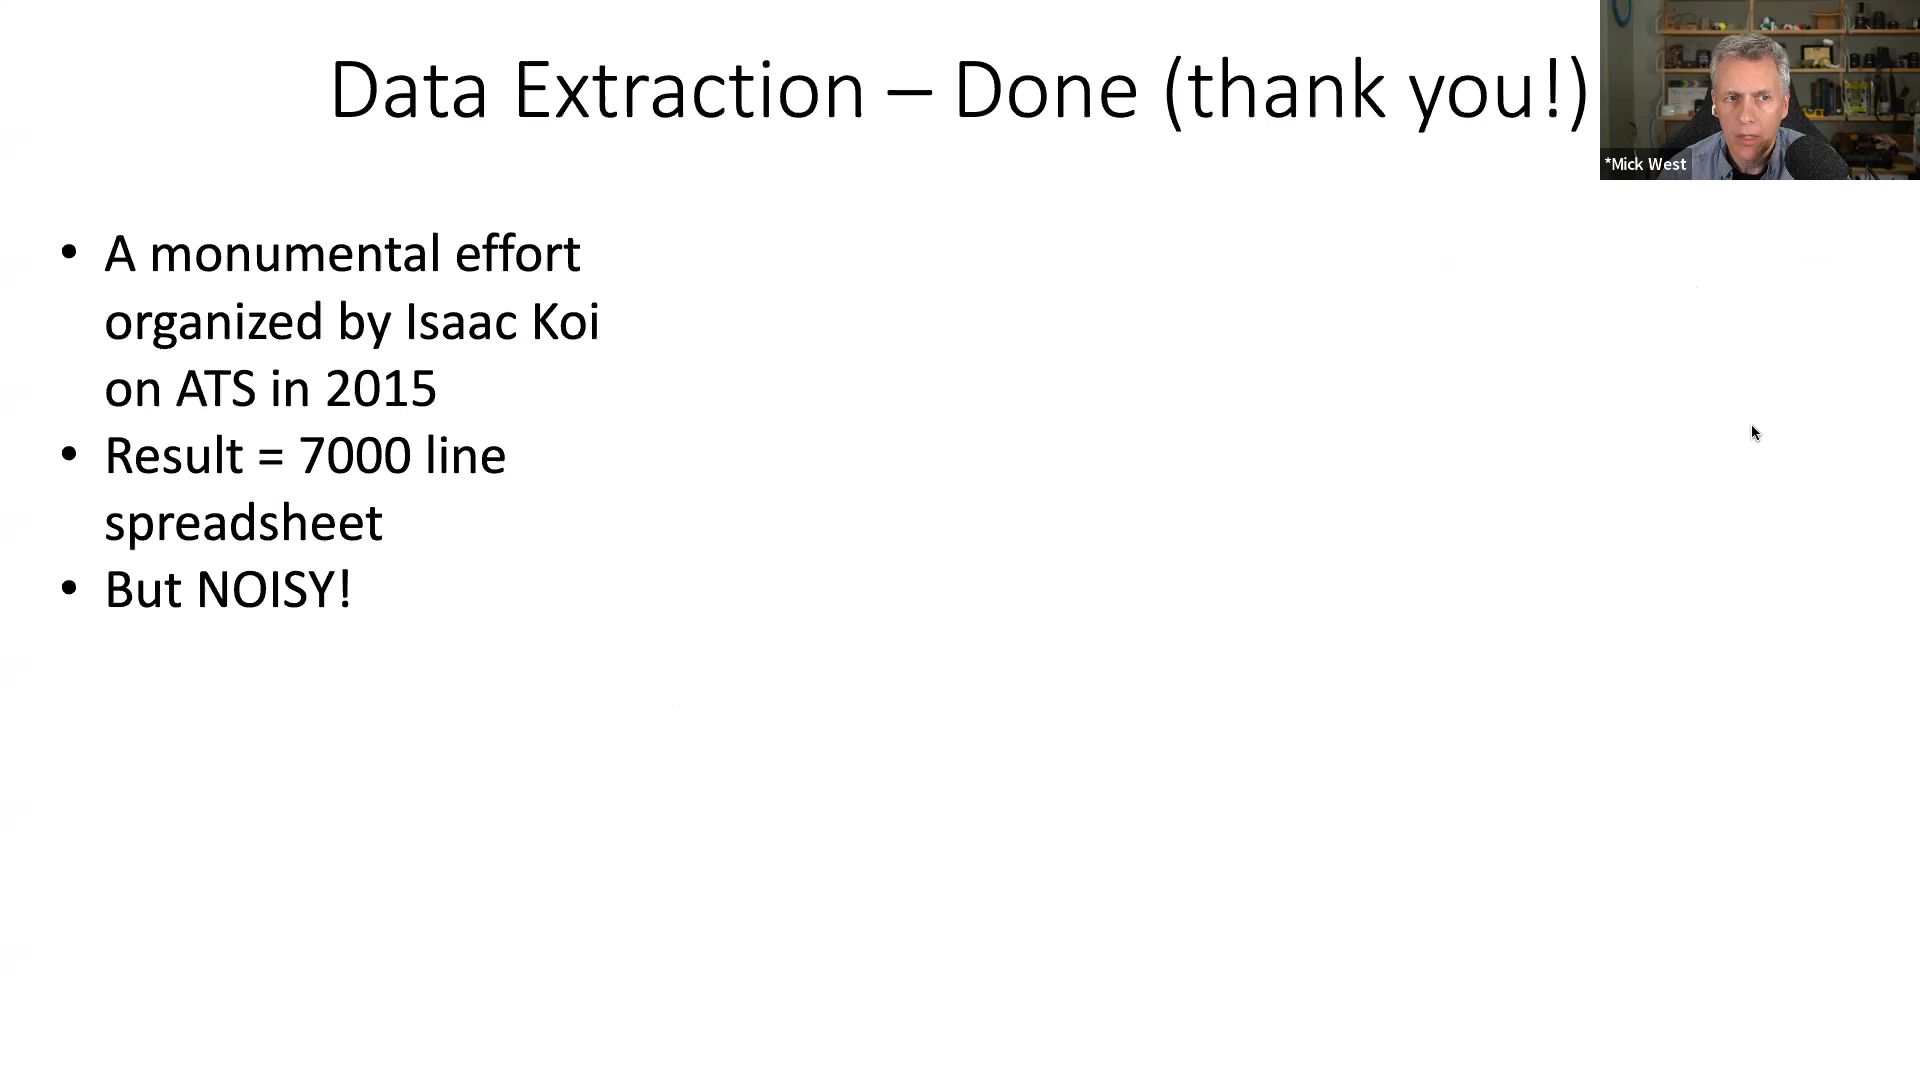 Data Extraction – Done (thank you!)
*Mick West
• A monumental effort
organized by Isaac Koi
on ATS in 2015
• Result = 7000 line
spreadsheet
• But NOISY!